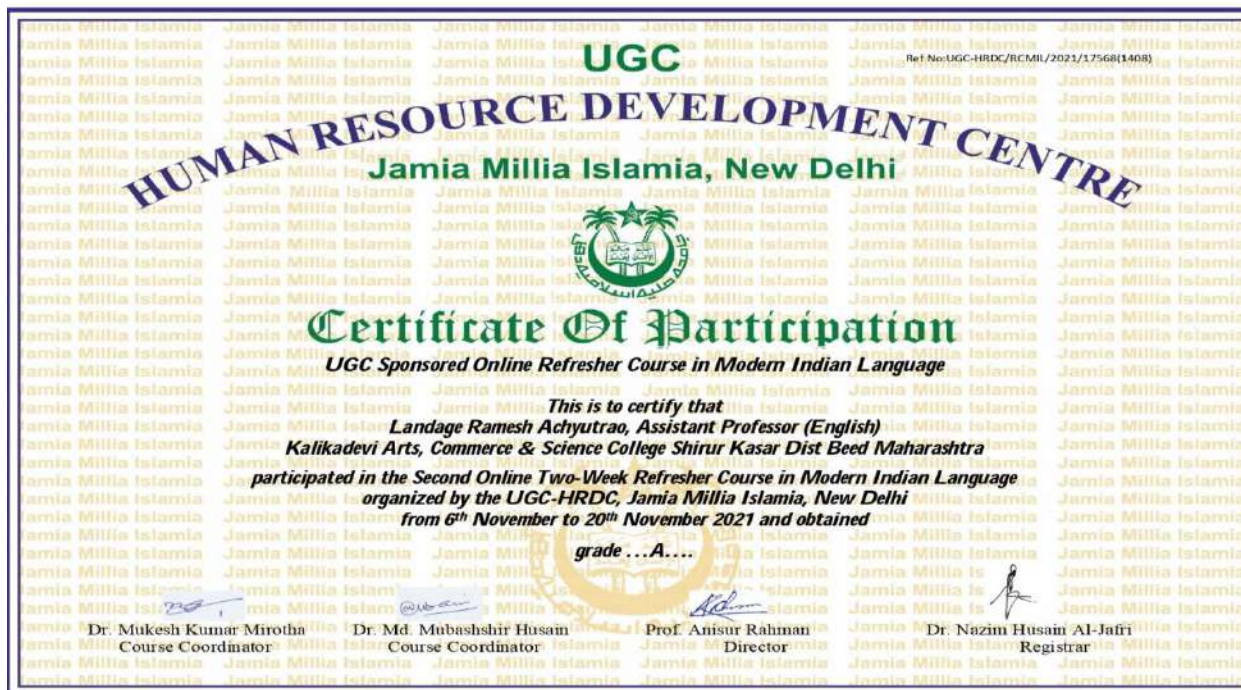 UGC
Ref No:UGC-HRDC/RCMIL/2021/17568(1408)
HUMAN RESOURCE DEVELOPMENT CENTRE
Jamia Millia Islamia, New Delhi
Certificate Of Participation
UGC Sponsored Online Refresher Course in Modern Indian Language
This is to certify that
Landage Ramesh Achyutrao, Assistant Professor (English)
Kalikadevi Arts, Commerce & Science College Shirur Kasar Dist Beed Maharashtra
participated in the Second Online Two-Week Refresher Course in Modern Indian Language
organized by the UGC-HRDC, Jamia Millia Islamia, New Delhi
from 6th November to 20th November 2021 and obtained
grade ...A....
Dr. Mukesh Kumar Mirotha Dr. Md. Mubashshir Husain Prof. Anisur Rahman Dr. Nazim Husain Al-Jafri
Course Coordinator Course Coordinator Director Registrar